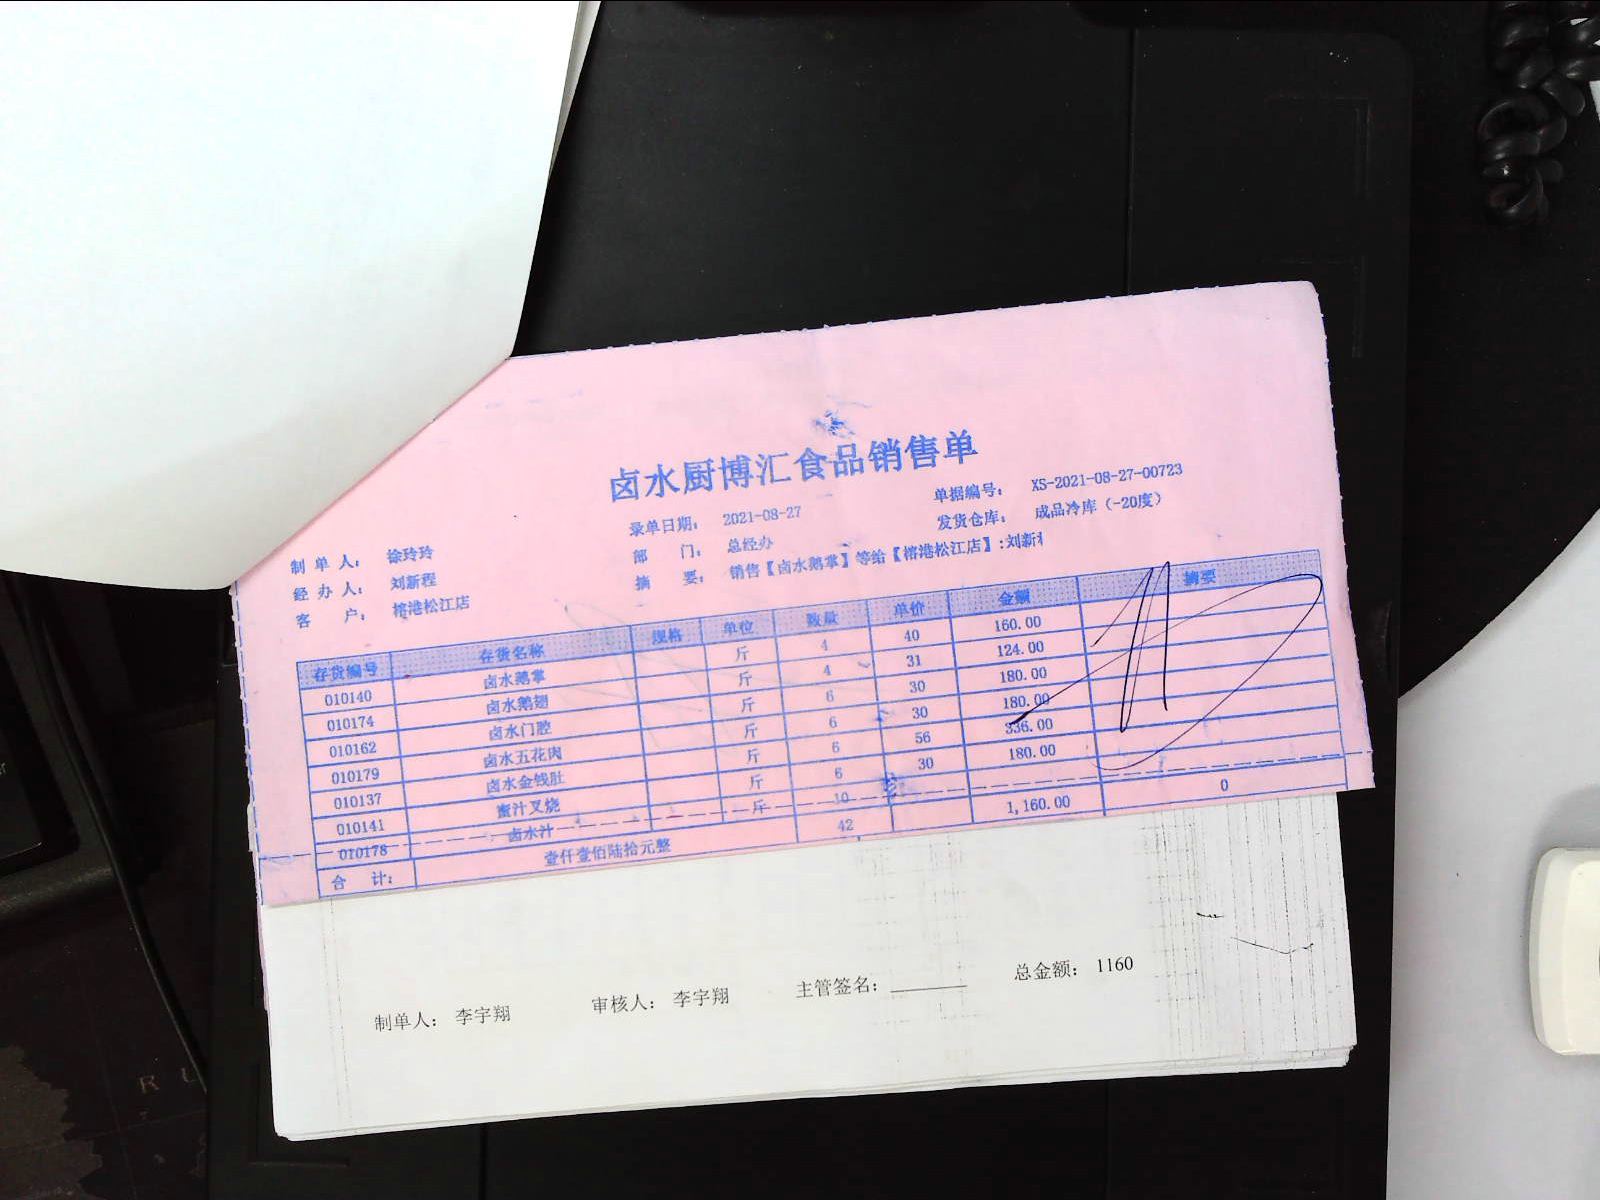 卤水厨博汇食品销售单
录单日期： 2021-08-27 单据编号： XS-2021-08-27-00723
制 单 人： 徐玲玲 部 门： 总经办 发货仓库： 成品冷库（-20度）
经 办 人： 刘新程 摘 要： 销售【卤水鹅掌】等给【榕港松江店】:刘新
客 户： 榕港松江店
存货编号 存货名称 规格 单位 数量 单价 金额 摘要
010140 卤水鹅掌 斤 4 40 160.00
010174 卤水鹅翅 斤 4 31 124.00
010162 卤水门腔 斤 6 30 180.00
010179 卤水五花肉 斤 6 30 180.00
010137 卤水金钱肚 斤 6 56 336.00
010141 蜜汁叉烧 斤 6 30 180.00
010178 卤水汁 斤 10
合 计： 壹仟壹佰陆拾元整 42 1,160.00 0
制单人： 李宇翔 审核人： 李宇翔 主管签名： 总金额： 1160
R U